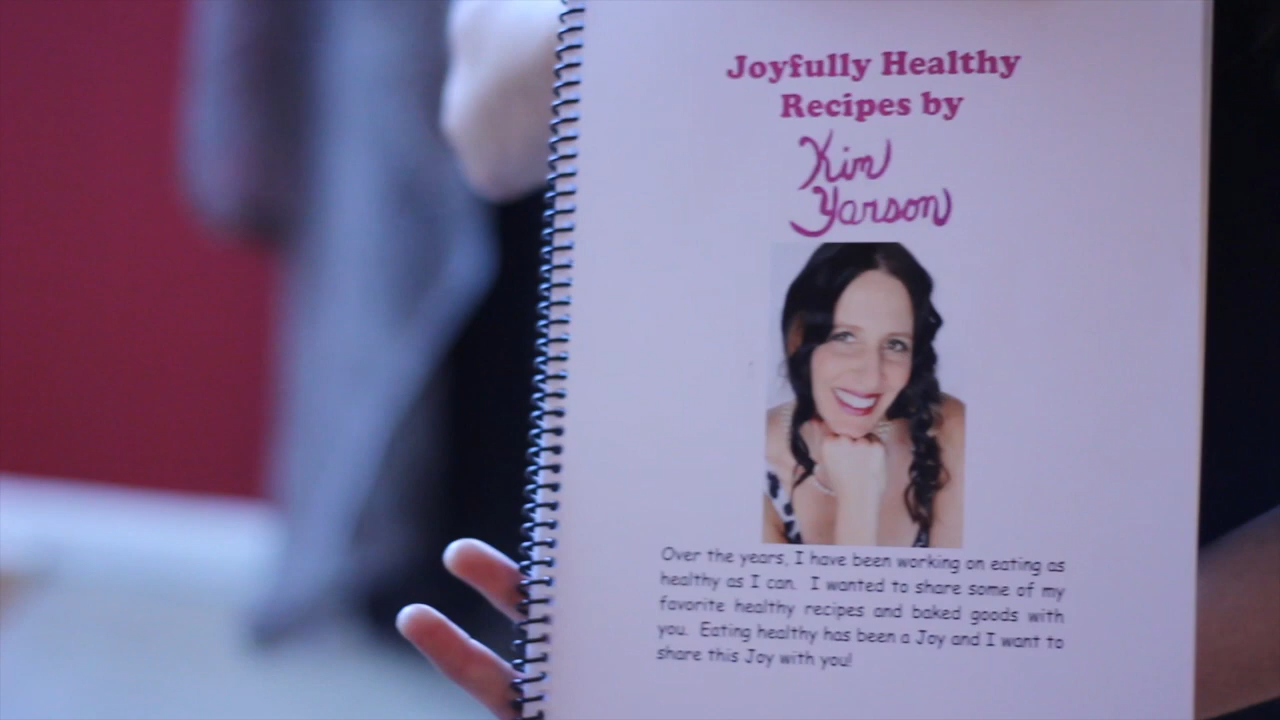 Joyfully Healthy
Recipes by
Kim
Yarson
Over the years, I have been working on eating as
healthy as I can. I wanted to share some of my
favorite healthy recipes and baked goods with
you. Eating healthy has been a Joy and I want to
share this Joy with you!